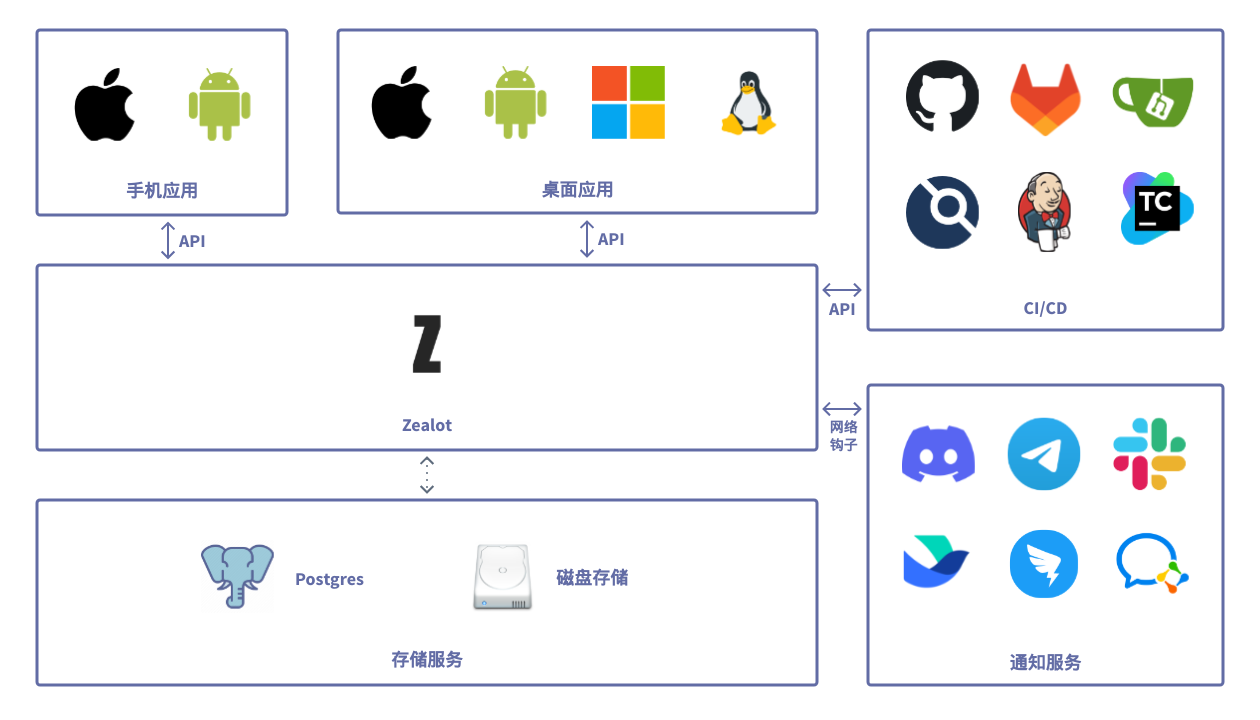 手机应用
桌面应用
API
API
Z
Zealot
API
TC
CI/CD
网络
钩子
Postgres
磁盘存储
存储服务
通知服务